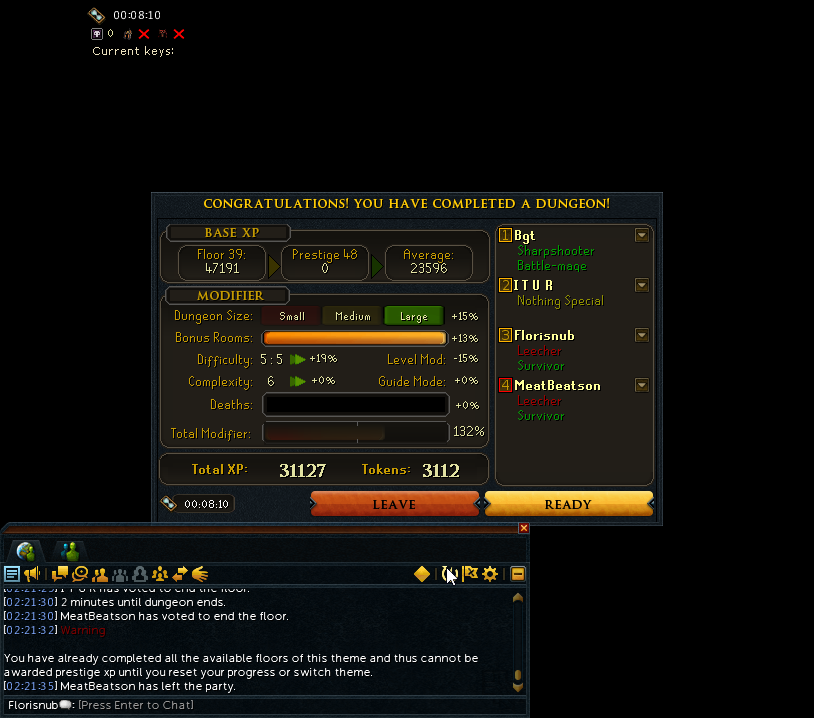 00:08:10
0
Current keys:
CONGRATULATIONS! YOU HAVE COMPLETED A DUNGEON!
BASE XP
Floor 39:
47191
Prestige 48
0
Average:
23596
MODIFIER
Dungeon Size: Small Medium Large +15%
Bonus Rooms: +13%
Difficulty: 5 : 5 +19% Level Mod: -15%
Complexity: 6 +0% Guide Mode: +0%
Deaths: +0%
Total Modifier: 132%
Total XP: 31127 Tokens: 3112
00:08:10
LEAVE
READY
1 Bgt
Sharpshooter
Battle-mage
2 I T U R
Nothing Special
3 Florisnub
Leecher
Survivor
4 MeatBeatson
Leecher
Survivor
I T U R has voted to end the floor.
[02:21:30] 2 minutes until dungeon ends.
[02:21:30] MeatBeatson has voted to end the floor.
[02:21:32] Warning
You have already completed all the available floors of this theme and thus cannot be
awarded prestige xp until you reset your progress or switch theme.
[02:21:35] MeatBeatson has left the party.
Florisnub: [Press Enter to Chat]